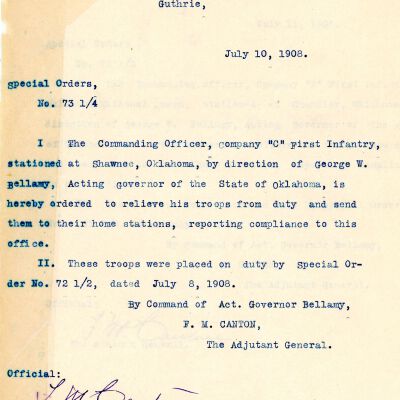 Guthrie,
July 10, 1908.
special Orders,
No. 73 1/4
I The Commanding Officer, company "C" First Infantry,
stationed at Shawnee, Oklahoma, by direction of George W.
Bellamy, Acting governor of the State of Oklahoma, is
hereby ordered to relieve his troops from duty and send
them to their home stations, reporting compliance to this
office.
II. These troops were placed on duty by Special Or-
der No. 72 1/2, dated July 8, 1908.
By Command of Act. Governor Bellamy,
F. M. CANTON,
The Adjutant General.
Official:
F M Canton